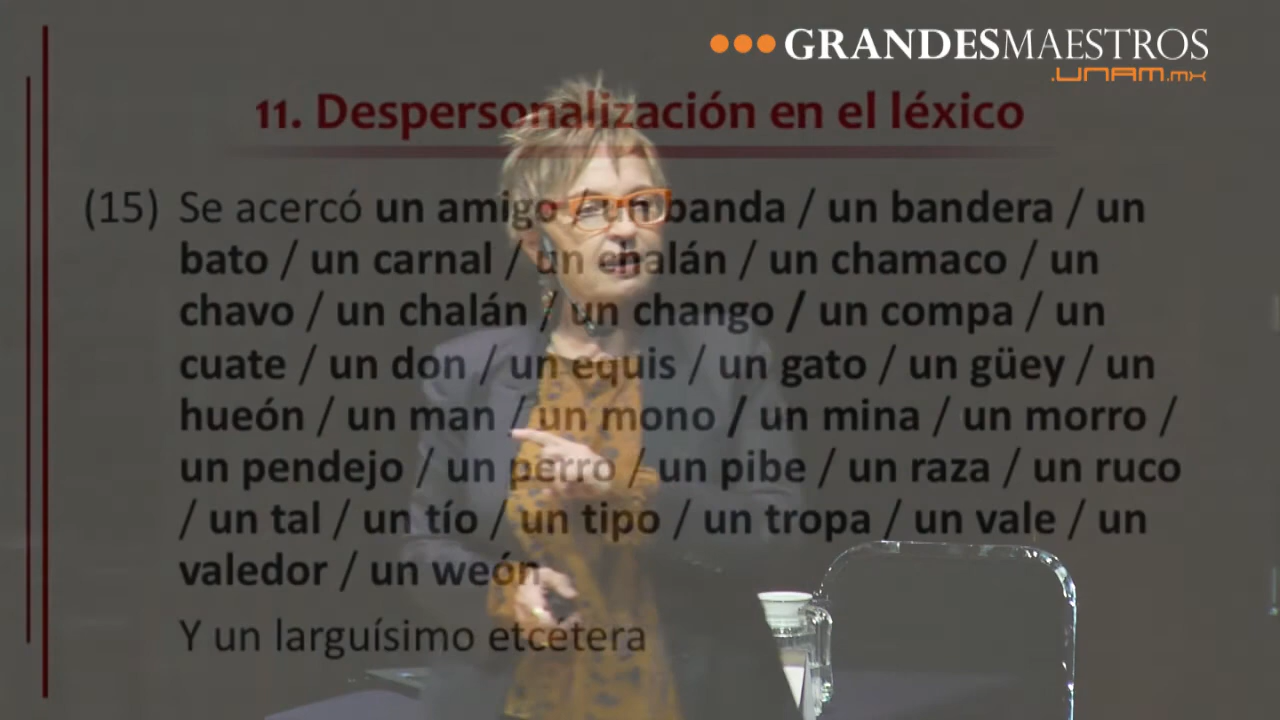 GRANDESMAESTROS
.UNAM.mx
11. Despersonalización en el léxico
(15) Se acercó un amigo / un banda / un bandera / un
bato / un carnal / un chalán / un chamaco / un
chavo / un chalán / un chango / un compa / un
cuate / un don / un equis / un gato / un güey / un
hueón / un man / un mono / un mina / un morro /
un pendejo / un perro / un pibe / un raza / un ruco
/ un tal / un tío / un tipo / un tropa / un vale / un
valedor / un weón
Y un larguísimo etcetera